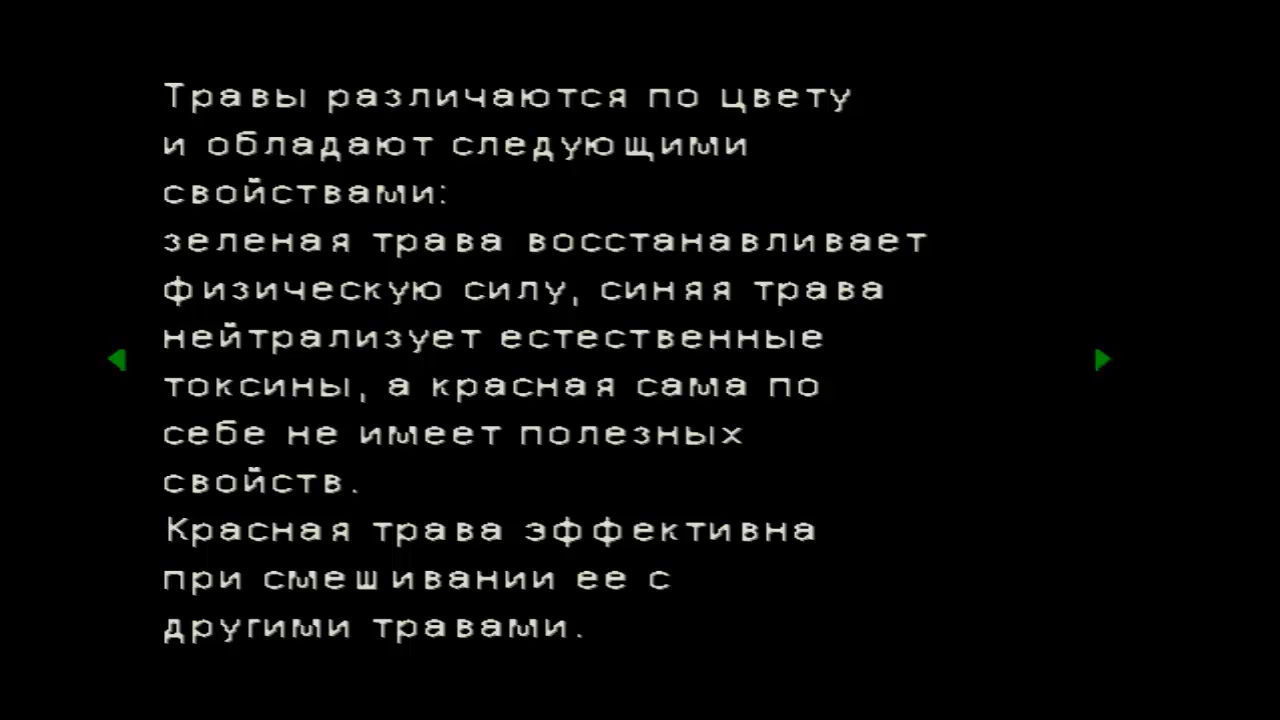 Травы различаются по цвету
и обладают следующими
свойствами:
зеленая трава восстанавливает
физическую силу, синяя трава
нейтрализует естественные
токсины, а красная сама по
себе не имеет полезных
свойств.
Красная трава эффективна
при смешивании ее с
другими травами.